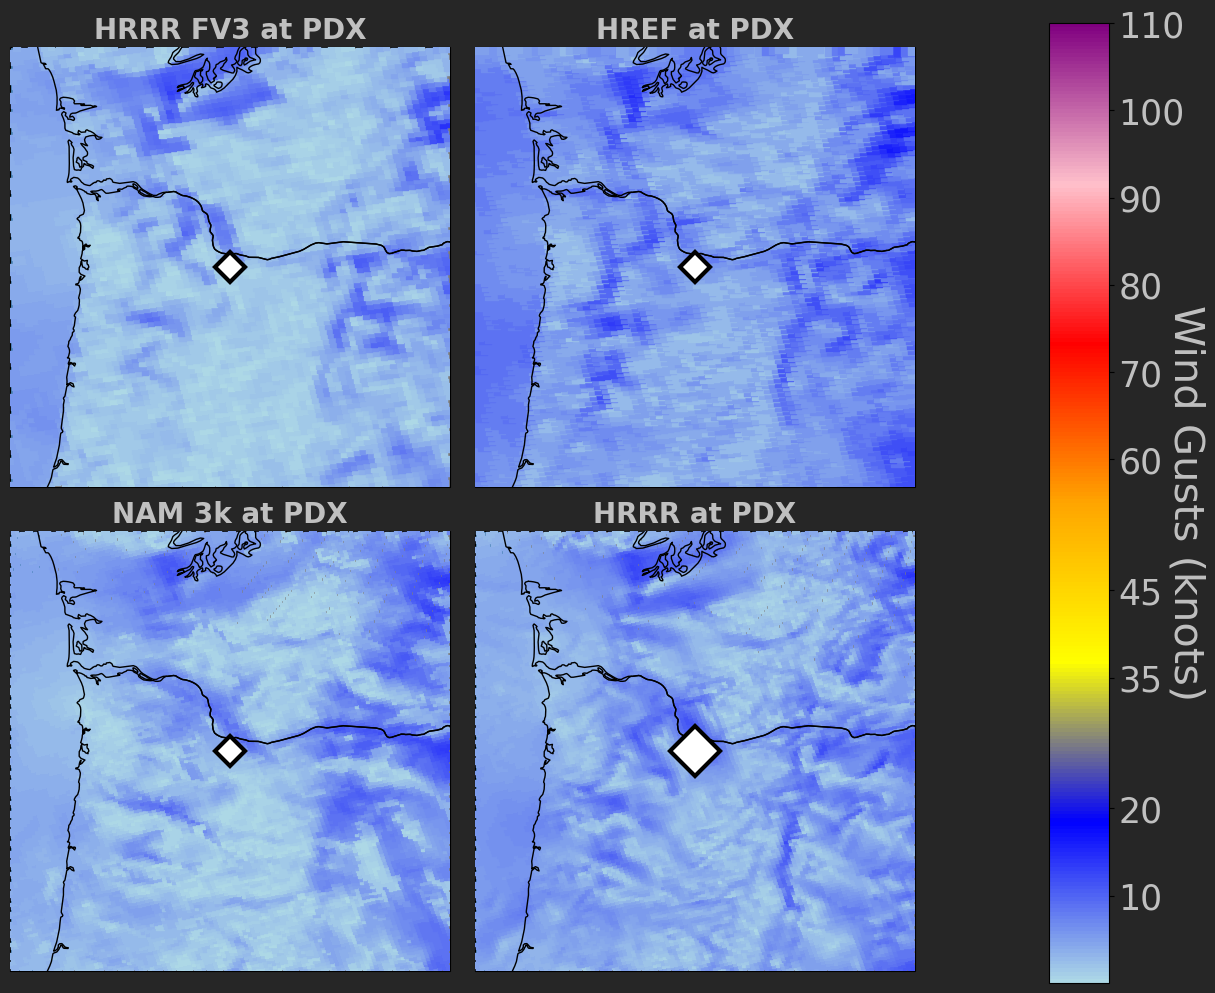 HRRR FV3 at PDX
HREF at PDX
NAM 3k at PDX
HRRR at PDX
110
100
90
80
70
60
45
35
20
10
Wind Gusts (knots)